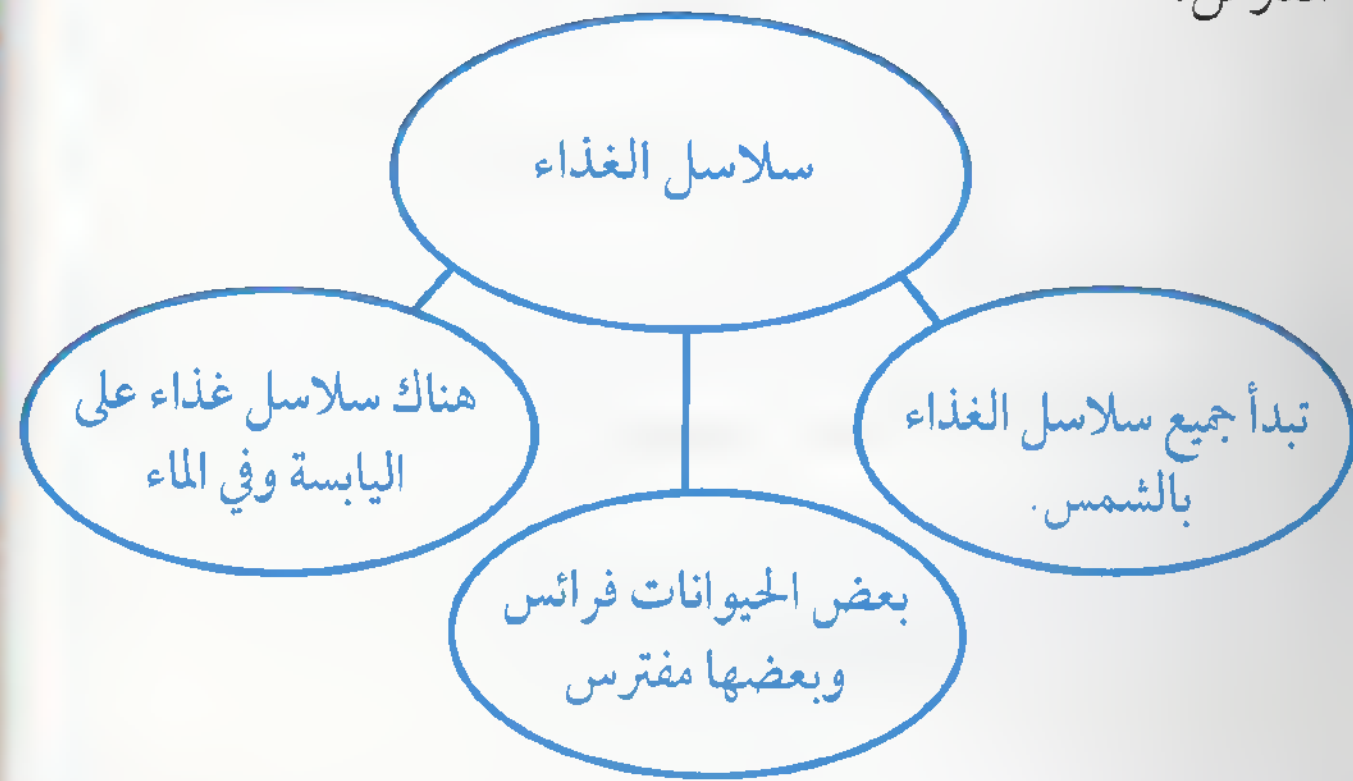 سلاسل الغذاء
تبدأ جميع سلاسل الغذاء
بالشمس.
بعض الحيوانات فرائس
وبعضها مفترس
هناك سلاسل غذاء على
اليابسة وفي الماء